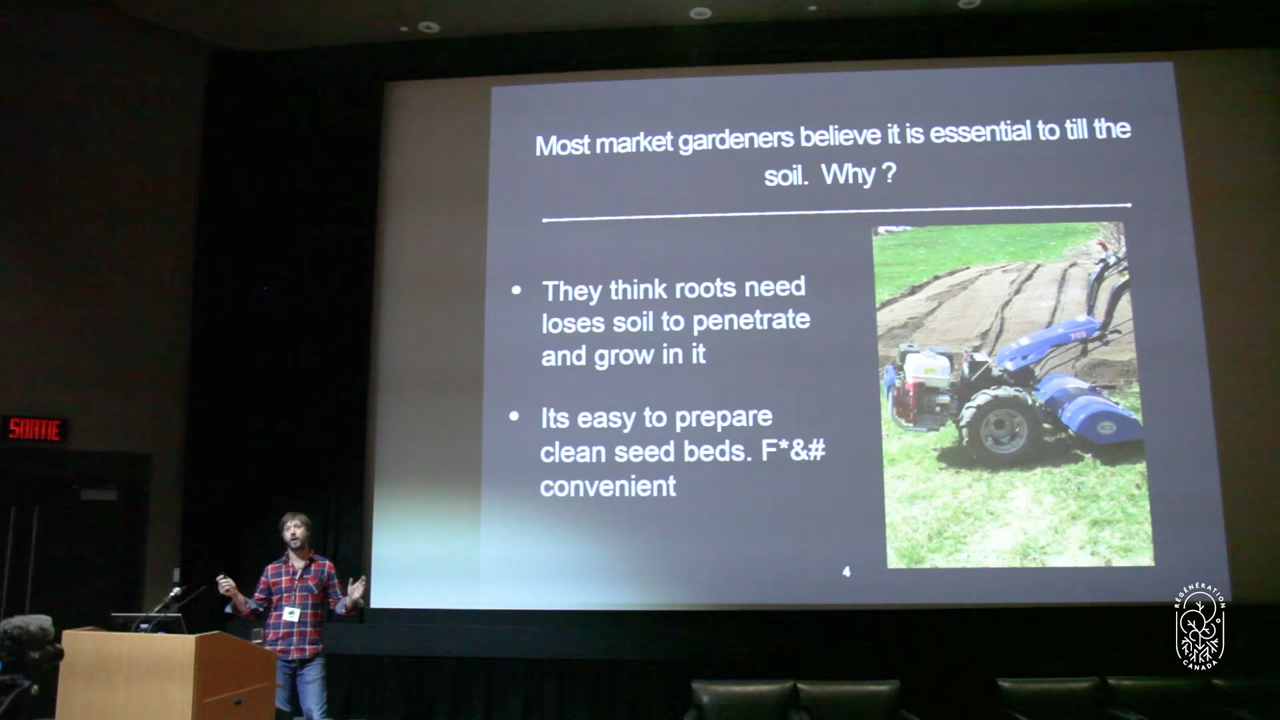 Most market gardeners believe it is essential to till the
soil. Why ?
• They think roots need
loses soil to penetrate
and grow in it
• Its easy to prepare
clean seed beds. F*&#
convenient
4
SORTIE
RÉGÉNÉRATION
CANADA